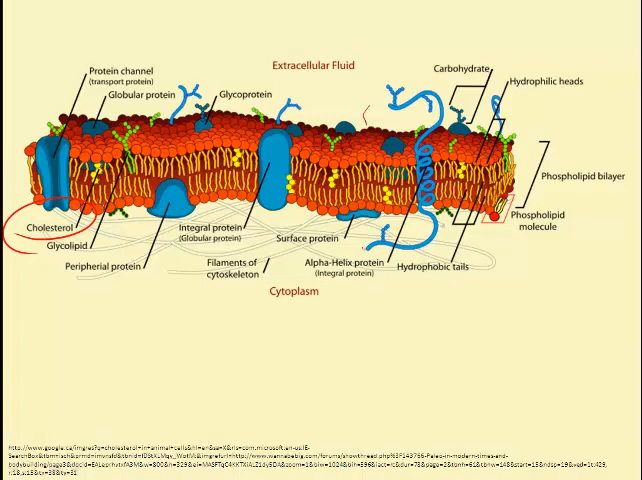 Extracellular Fluid
Protein channel
(transport protein)
Globular protein
Glycoprotein
Carbohydrate
Hydrophilic heads
Phospholipid bilayer
Phospholipid
molecule
Cholesterol
Glycolipid
Peripherial protein
Integral protein
(Globular protein)
Filaments of
cytoskeleton
Surface protein
Alpha-Helix protein
(Integral protein)
Hydrophobic tails
Cytoplasm